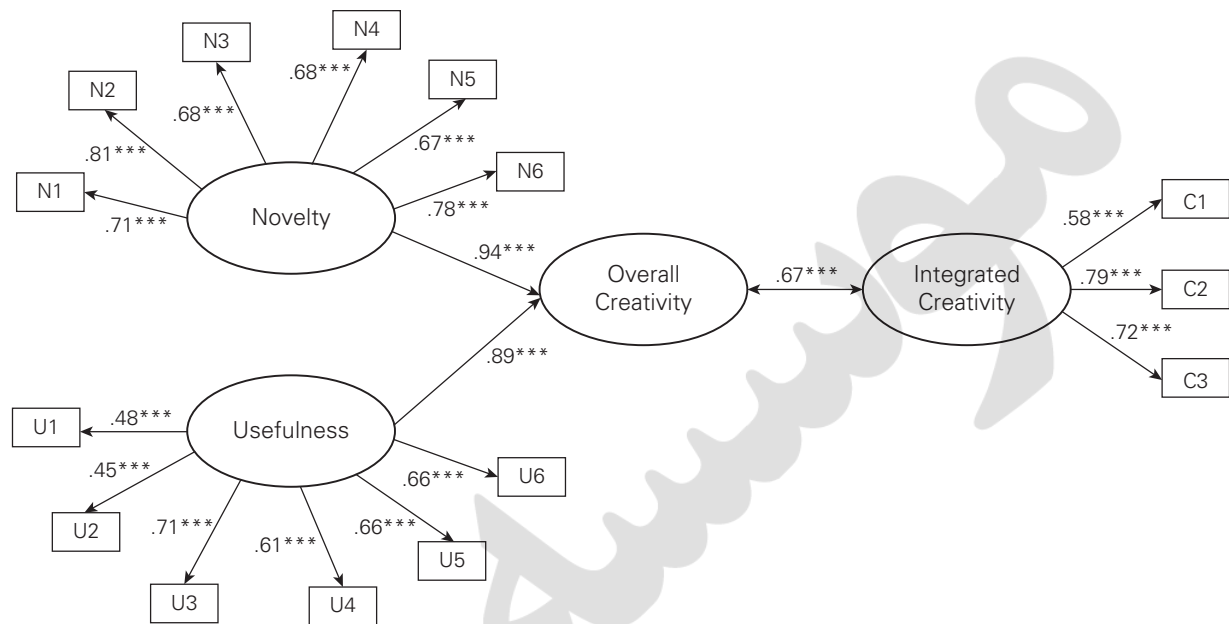 N1
N2
N3
N4
N5
N6
.71***
.81***
.68***
.68***
.67***
.78***
Novelty
.94***
Overall
Creativity
.67***
Integrated
Creativity
.58***
.79***
.72***
C1
C2
C3
.89***
Usefulness
U1
U2
U3
U4
U5
U6
.48***
.45***
.71***
.61***
.66***
.66***